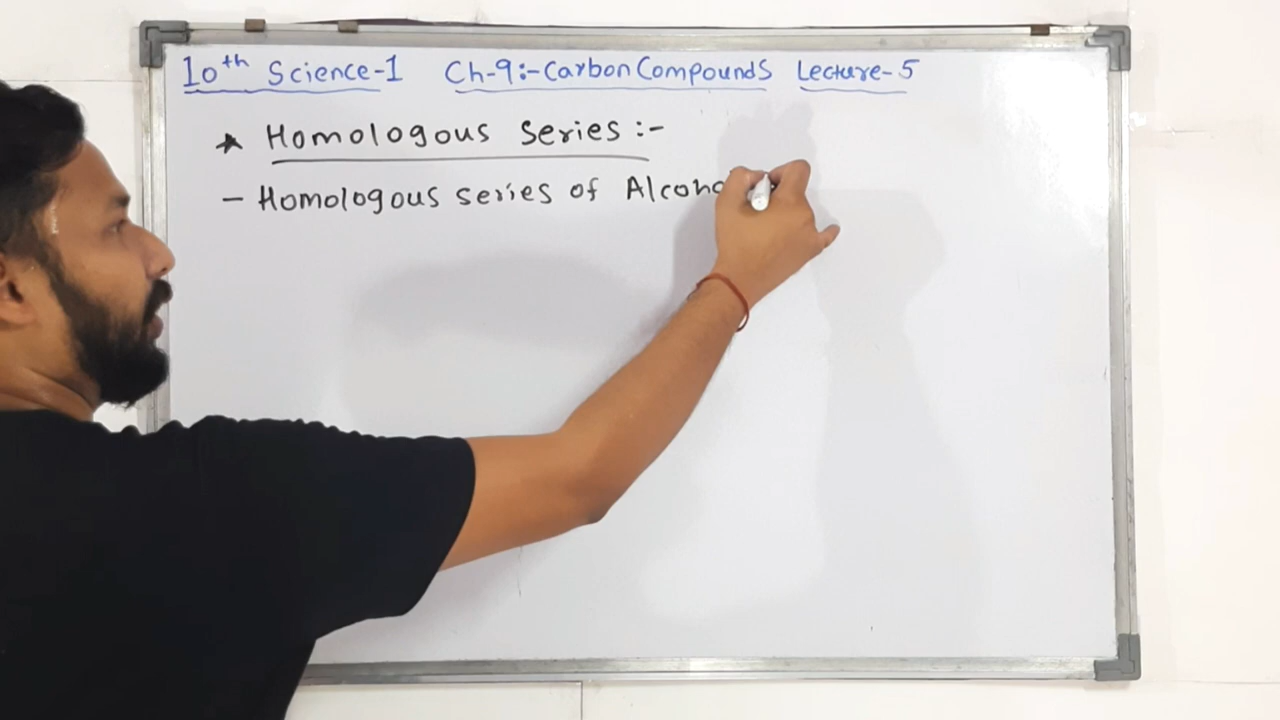 10th Science-1 Ch-9:- Carbon Compounds Lecture-5
* Homologous Series :-
- Homologous series of